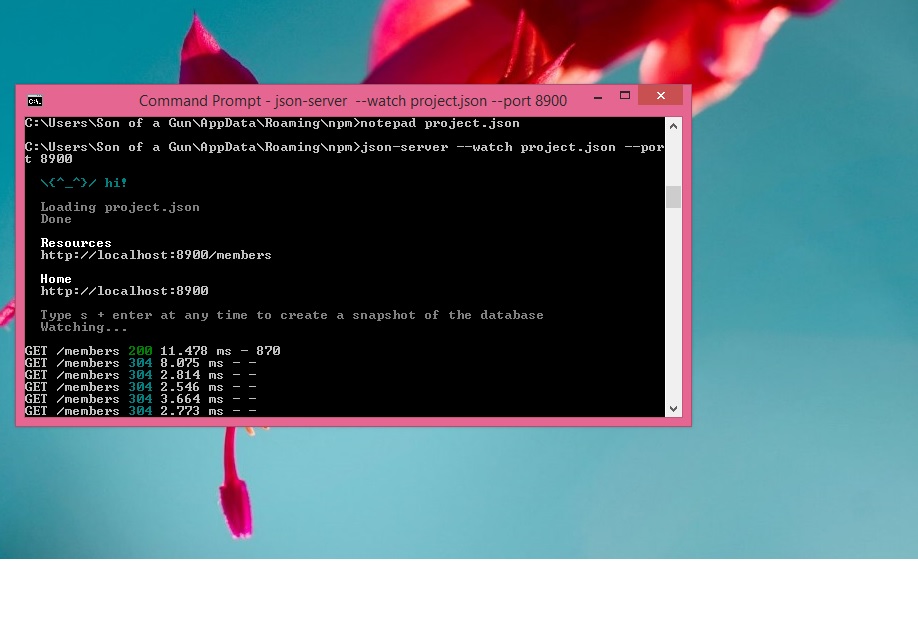 Command Prompt - json-server  --watch project.json --port 8900
C:\Users\Son of a Gun\AppData\Roaming\npm>notepad project.json
C:\Users\Son of a Gun\AppData\Roaming\npm>json-server --watch project.json --por
t 8900
\{^_^}/ hi!
Loading project.json
Done
Resources
http://localhost:8900/members
Home
http://localhost:8900
Type s + enter at any time to create a snapshot of the database
Watching...
GET /members 200 11.478 ms - 870
GET /members 304 8.075 ms - -
GET /members 304 2.814 ms - -
GET /members 304 2.546 ms - -
GET /members 304 3.664 ms - -
GET /members 304 2.773 ms - -